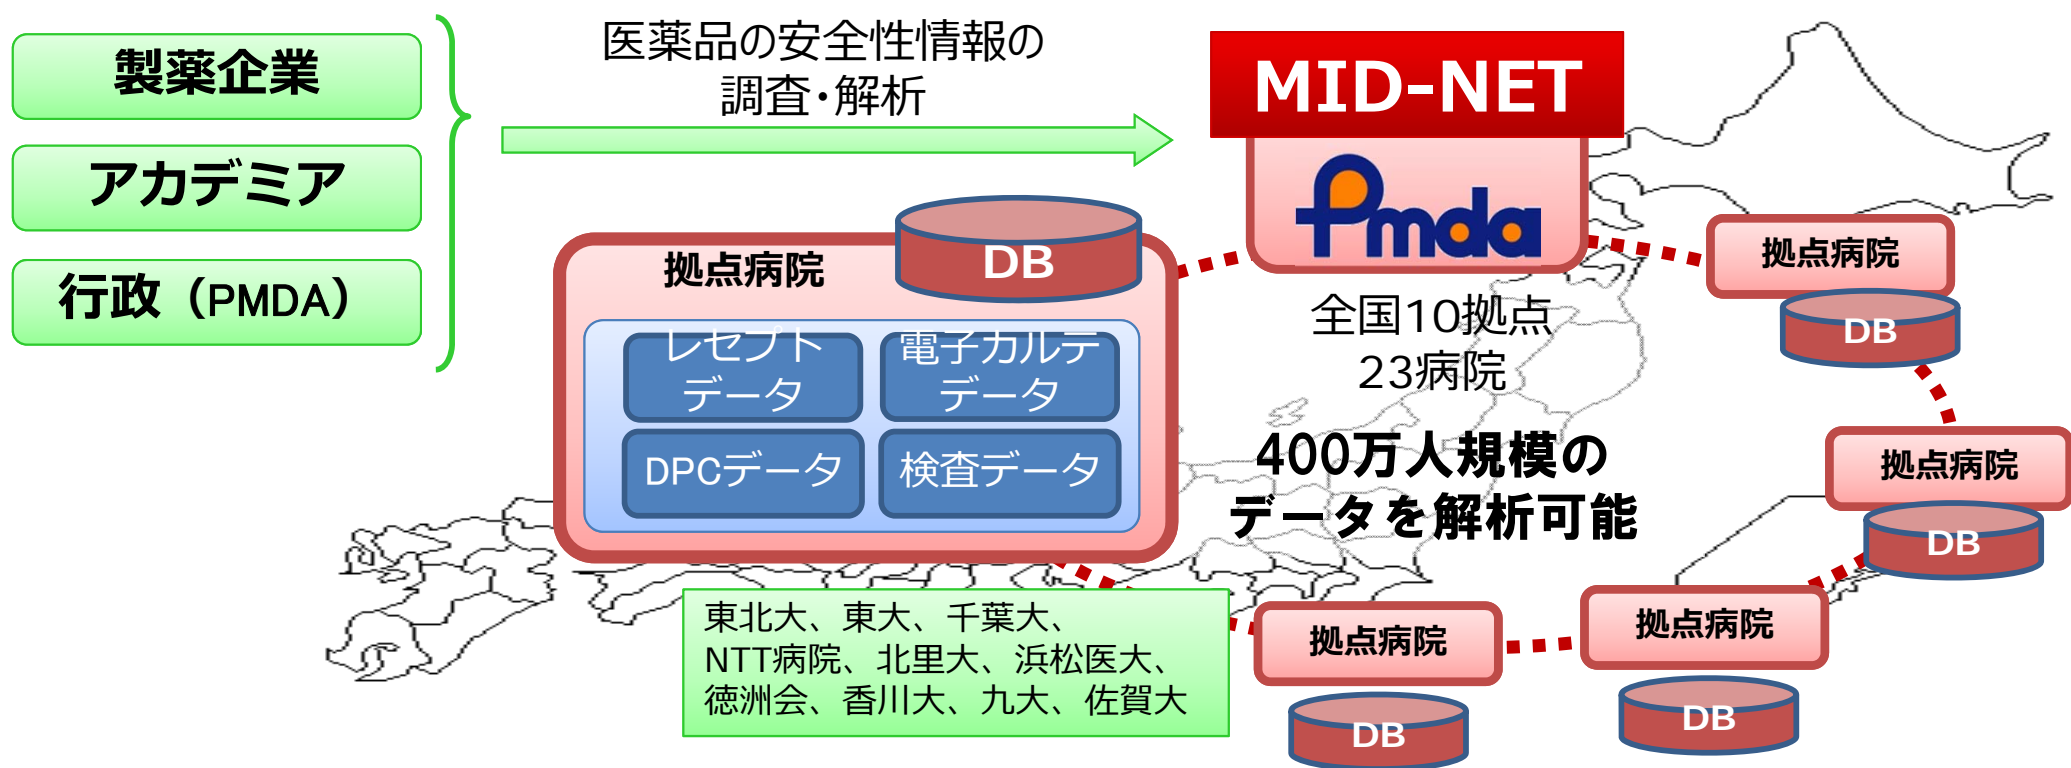 製薬企業
アカデミア
行政（PMDA）
医薬品の安全性情報の
調査・解析
MID-NET
Pmda
全国10拠点
23病院
400万人規模の
データを解析可能
拠点病院
DB
レセプト
データ
電子カルテ
データ
DPCデータ
検査データ
東北大、東大、千葉大、
NTT病院、北里大、浜松医大、
徳洲会、香川大、九大、佐賀大
拠点病院
DB
拠点病院
DB
拠点病院
DB
拠点病院
DB